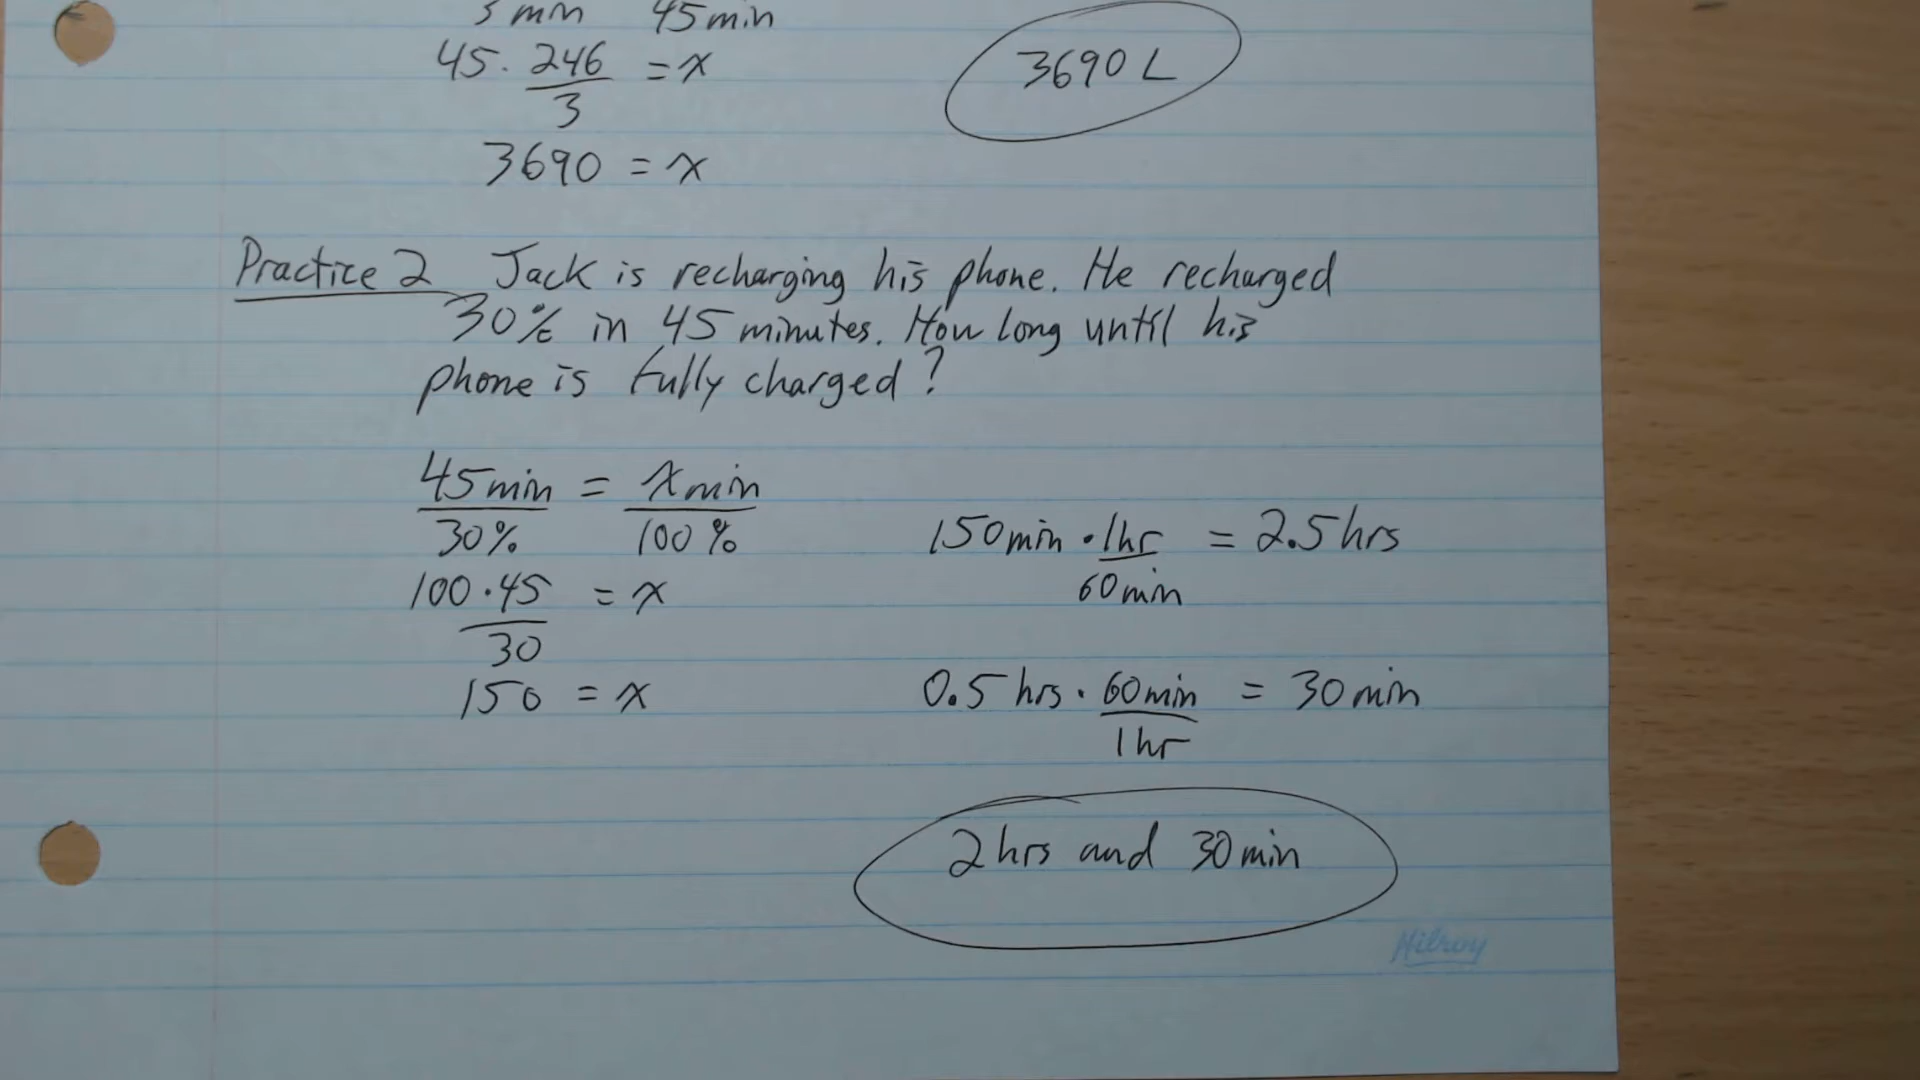 3 min 45 min
45 · 246 = x
3
3690 L
3690 = x
Practice 2 Jack is recharging his phone. He recharged
30% in 45 minutes. How long until his
phone is fully charged?
45 min = x min
30% 100%
150 min · 1hr = 2.5 hrs
60 min
100 · 45 = x
30
150 = x
0.5 hrs · 60 min = 30 min
1 hr
2 hrs and 30 min
Hilroy